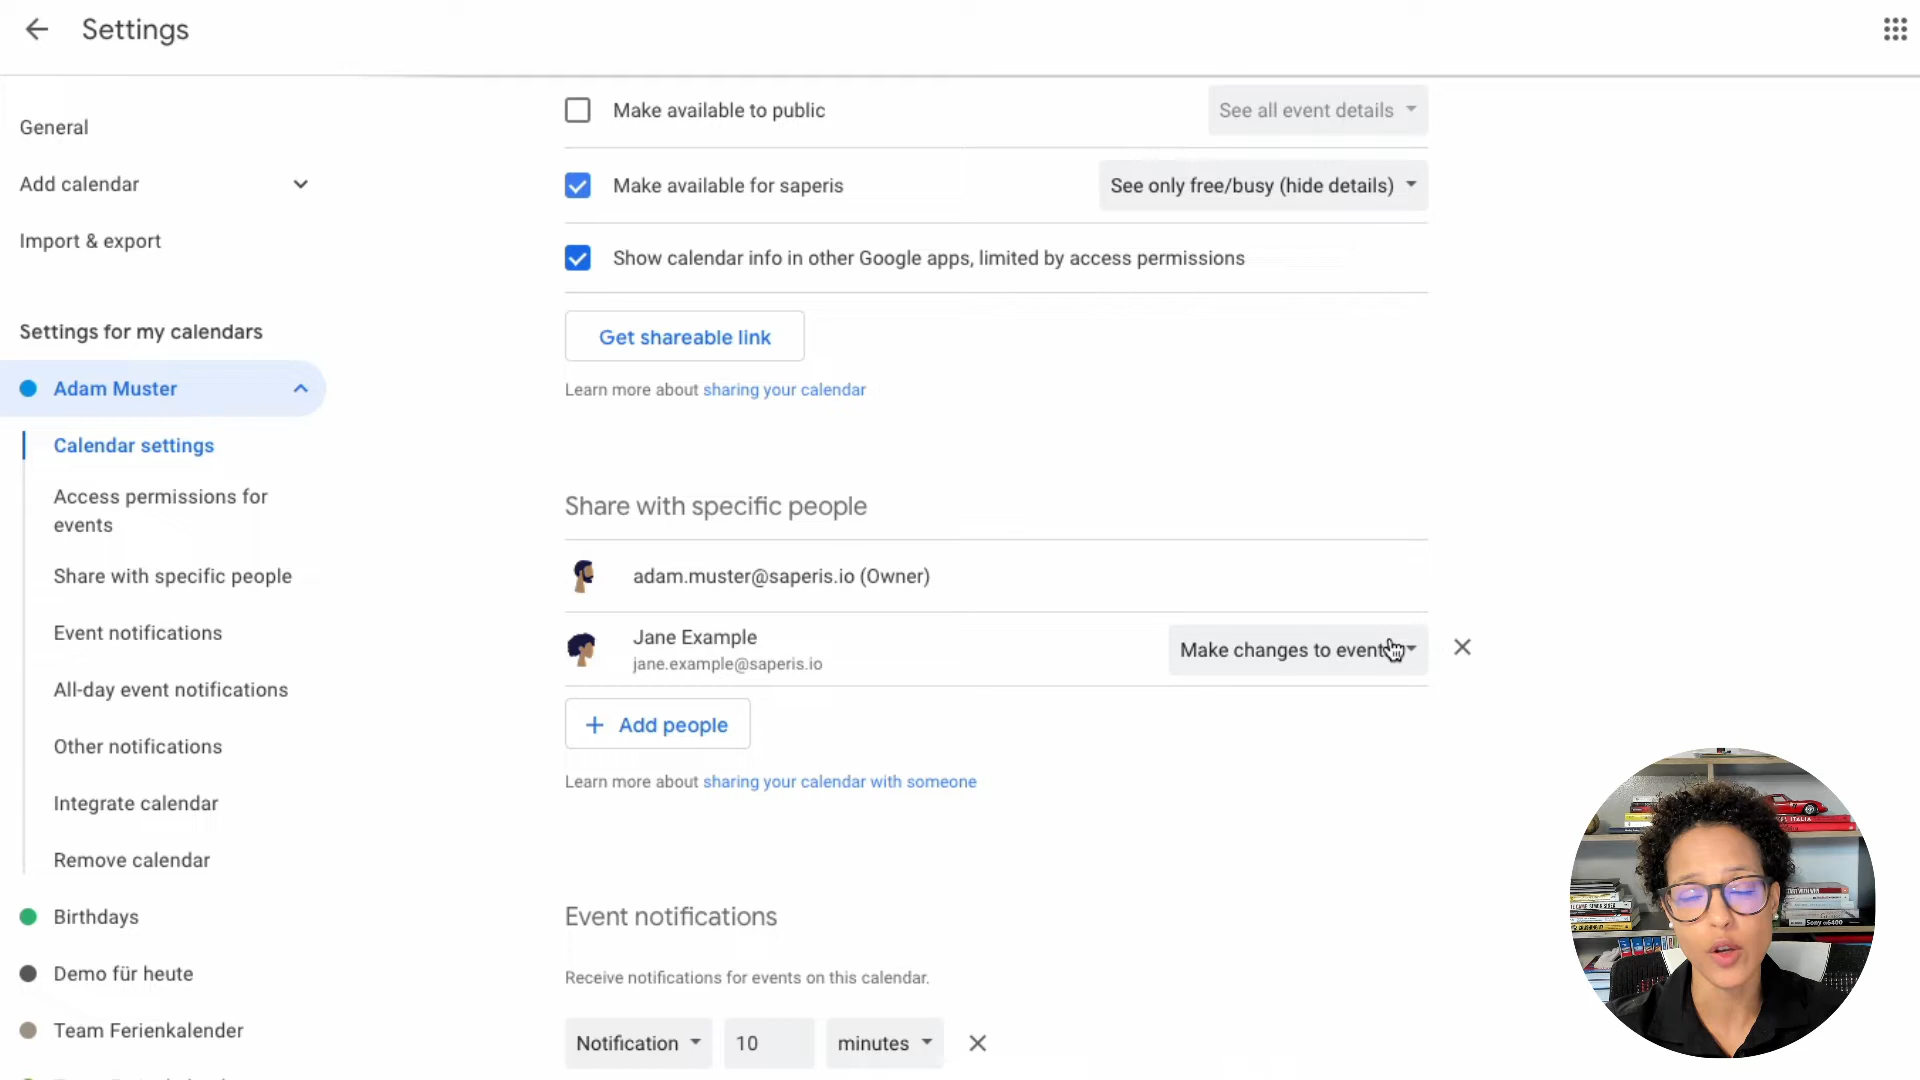 Settings
General
Add calendar
Import & export
Settings for my calendars
Adam Muster
Calendar settings
Access permissions for
events
Share with specific people
Event notifications
All-day event notifications
Other notifications
Integrate calendar
Remove calendar
Birthdays
Demo für heute
Team Ferienkalender
Make available to public
See all event details
Make available for saperis
See only free/busy (hide details)
Show calendar info in other Google apps, limited by access permissions
Get shareable link
Learn more about sharing your calendar
Share with specific people
adam.muster@saperis.io (Owner)
Jane Example
jane.example@saperis.io
Make changes to event
+ Add people
Learn more about sharing your calendar with someone
Event notifications
Receive notifications for events on this calendar.
Notification
10
minutes
ITALIA
Sony α6400